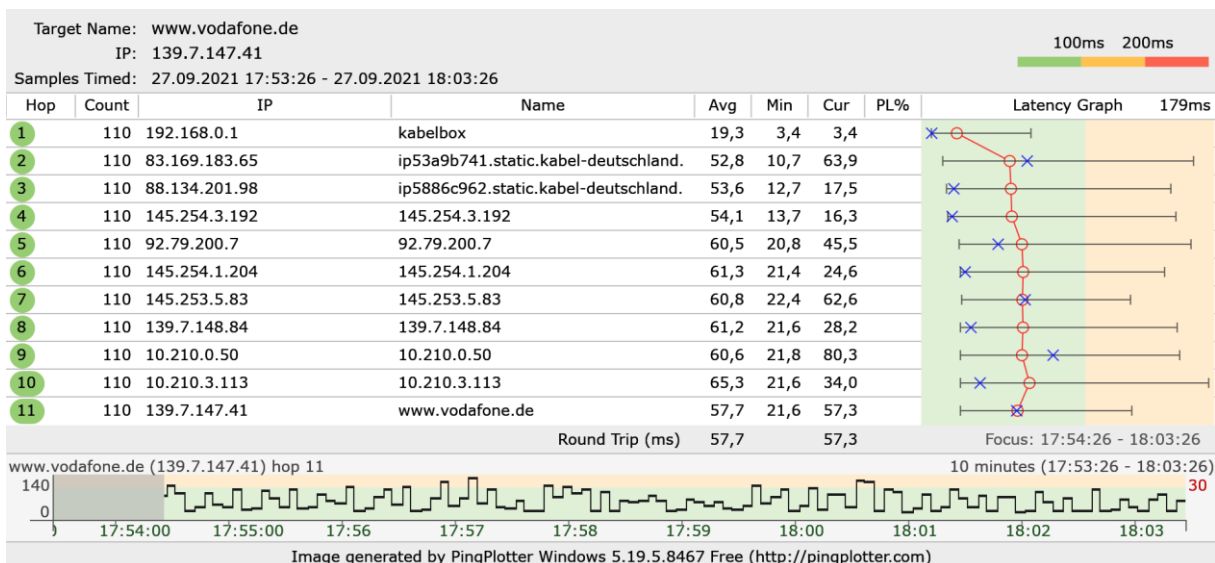 Target Name: www.vodafone.de
IP: 139.7.147.41
Samples Timed: 27.09.2021 17:53:26 - 27.09.2021 18:03:26
100ms 200ms
Hop Count IP Name Avg Min Cur PL% Latency Graph 179ms
1 110 192.168.0.1 kabelbox 19,3 3,4 3,4
2 110 83.169.183.65 ip53a9b741.static.kabel-deutschland. 52,8 10,7 63,9
3 110 88.134.201.98 ip5886c962.static.kabel-deutschland. 53,6 12,7 17,5
4 110 145.254.3.192 145.254.3.192 54,1 13,7 16,3
5 110 92.79.200.7 92.79.200.7 60,5 20,8 45,5
6 110 145.254.1.204 145.254.1.204 61,3 21,4 24,6
7 110 145.253.5.83 145.253.5.83 60,8 22,4 62,6
8 110 139.7.148.84 139.7.148.84 61,2 21,6 28,2
9 110 10.210.0.50 10.210.0.50 60,6 21,8 80,3
10 110 10.210.3.113 10.210.3.113 65,3 21,6 34,0
11 110 139.7.147.41 www.vodafone.de 57,7 21,6 57,3
Round Trip (ms) 57,7 57,3 Focus: 17:54:26 - 18:03:26
www.vodafone.de (139.7.147.41) hop 11 10 minutes (17:53:26 - 18:03:26)
140 30
0
17:54:00 17:55:00 17:56 17:57 17:58 17:59 18:00 18:01 18:02 18:03
Image generated by PingPlotter Windows 5.19.5.8467 Free (http://pingplotter.com)